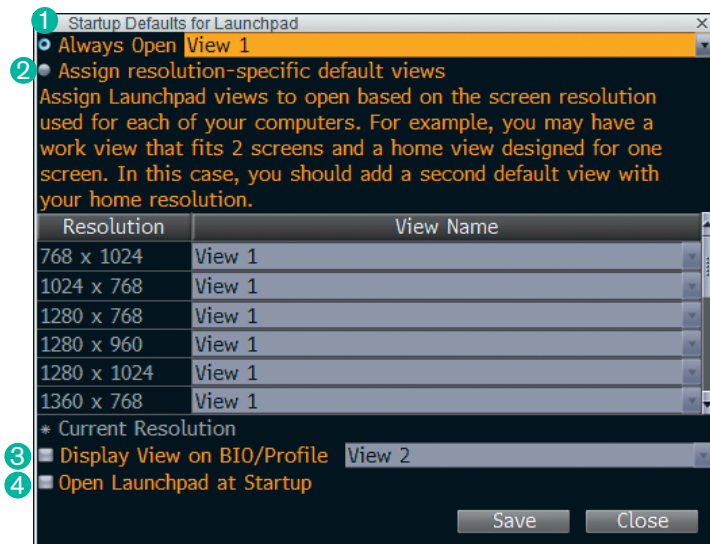 1 Startup Defaults for Launchpad
Always Open View 1
2 Assign resolution-specific default views
Assign Launchpad views to open based on the screen resolution
used for each of your computers. For example, you may have a
work view that fits 2 screens and a home view designed for one
screen. In this case, you should add a second default view with
your home resolution.
Resolution View Name
768 x 1024 View 1
1024 x 768 View 1
1280 x 768 View 1
1280 x 960 View 1
1280 x 1024 View 1
1360 x 768 View 1
* Current Resolution
3 Display View on BIO/Profile View 2
4 Open Launchpad at Startup
Save Close